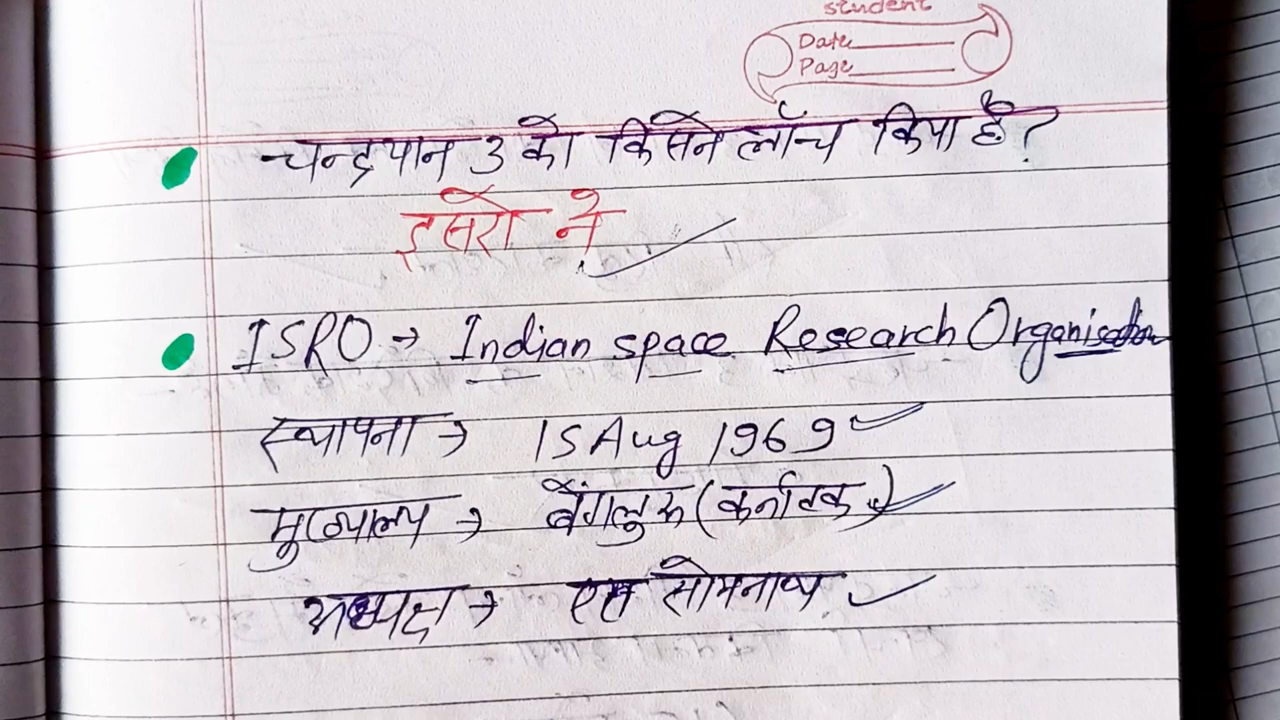 student
Date
Page
चन्द्रयान 3 को किसने लॉन्च किया है?
इसरो ने
ISRO → Indian space Research Organisation
स्थापना → 15 Aug 1969
मुख्यालय → बैंगलुरू (कर्नाटक)
अध्यक्ष → एस सोमनाथ